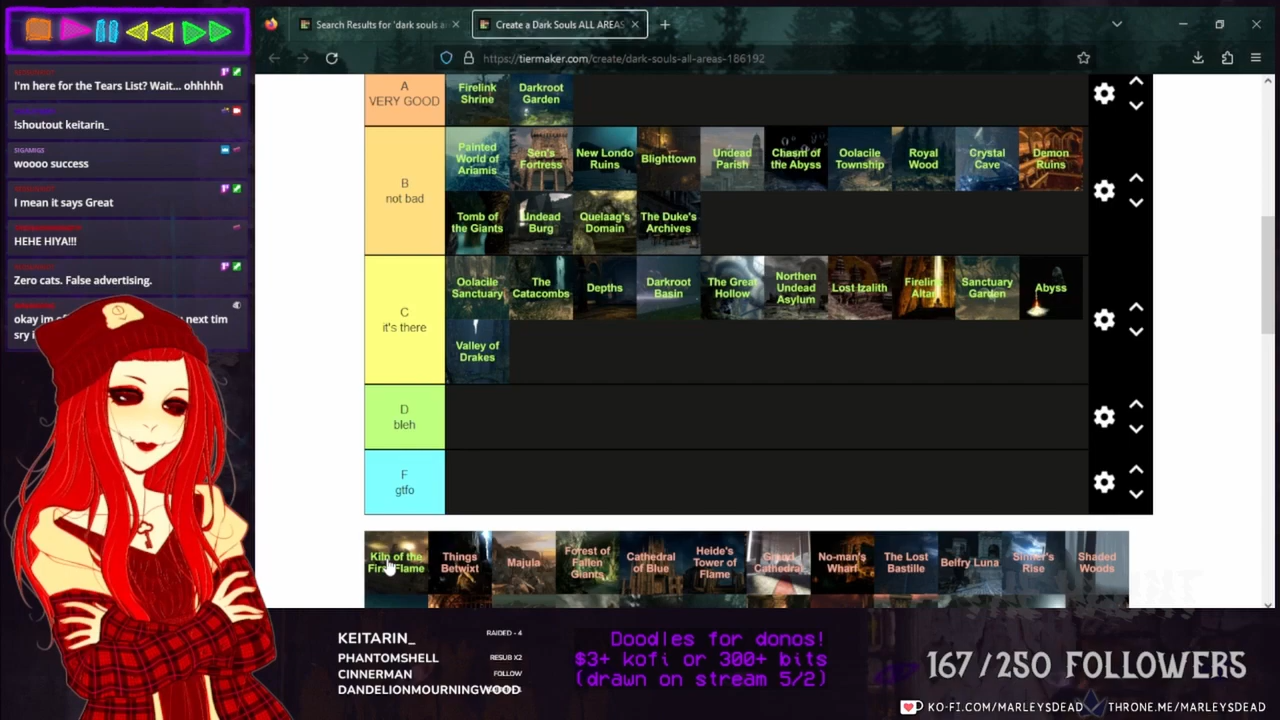 Search Results for 'dark souls a
Create a Dark Souls ALL AREAS
https://tiermaker.com/create/dark-souls-all-areas-186192
I'm here for the Tears List? Wait... ohhhhh
!shoutout keitarin_
SIGAMIGS
woooo success
I mean it says Great
HEHE HIYA!!!
Zero cats. False advertising.
okay im
next tim
sry i
A
VERY GOOD
Firelink Shrine
Darkroot Garden
B
not bad
Painted World of Ariamis
Sen's Fortress
New Londo Ruins
Blighttown
Undead Parish
Chasm of the Abyss
Oolacile Township
Royal Wood
Crystal Cave
Demon Ruins
Tomb of the Giants
Undead Burg
Quelaag's Domain
The Duke's Archives
C
it's there
Oolacile Sanctuary
The Catacombs
Depths
Darkroot Basin
The Great Hollow
Northen Undead Asylum
Lost Izalith
Firelink Altar
Sanctuary Garden
Abyss
Valley of Drakes
D
bleh
F
gtfo
Kiln of the First Flame
Things Betwixt
Majula
Forest of Fallen Giants
Cathedral of Blue
Heide's Tower of Flame
Grand Cathedral
No-man's Wharf
The Lost Bastille
Belfry Luna
Sinner's Rise
Shaded Woods
KEITARIN_ RAIDED - 4
PHANTOMSHELL RESUB X2
CINNERMAN FOLLOW
DANDELIONMOURNINGWOOD
Doodles for donos!
$3+ kofi or 300+ bits
(drawn on stream 5/2)
167/250 FOLLOWERS
KO-FI.COM/MARLEYSDEAD THRONE.ME/MARLEYSDEAD